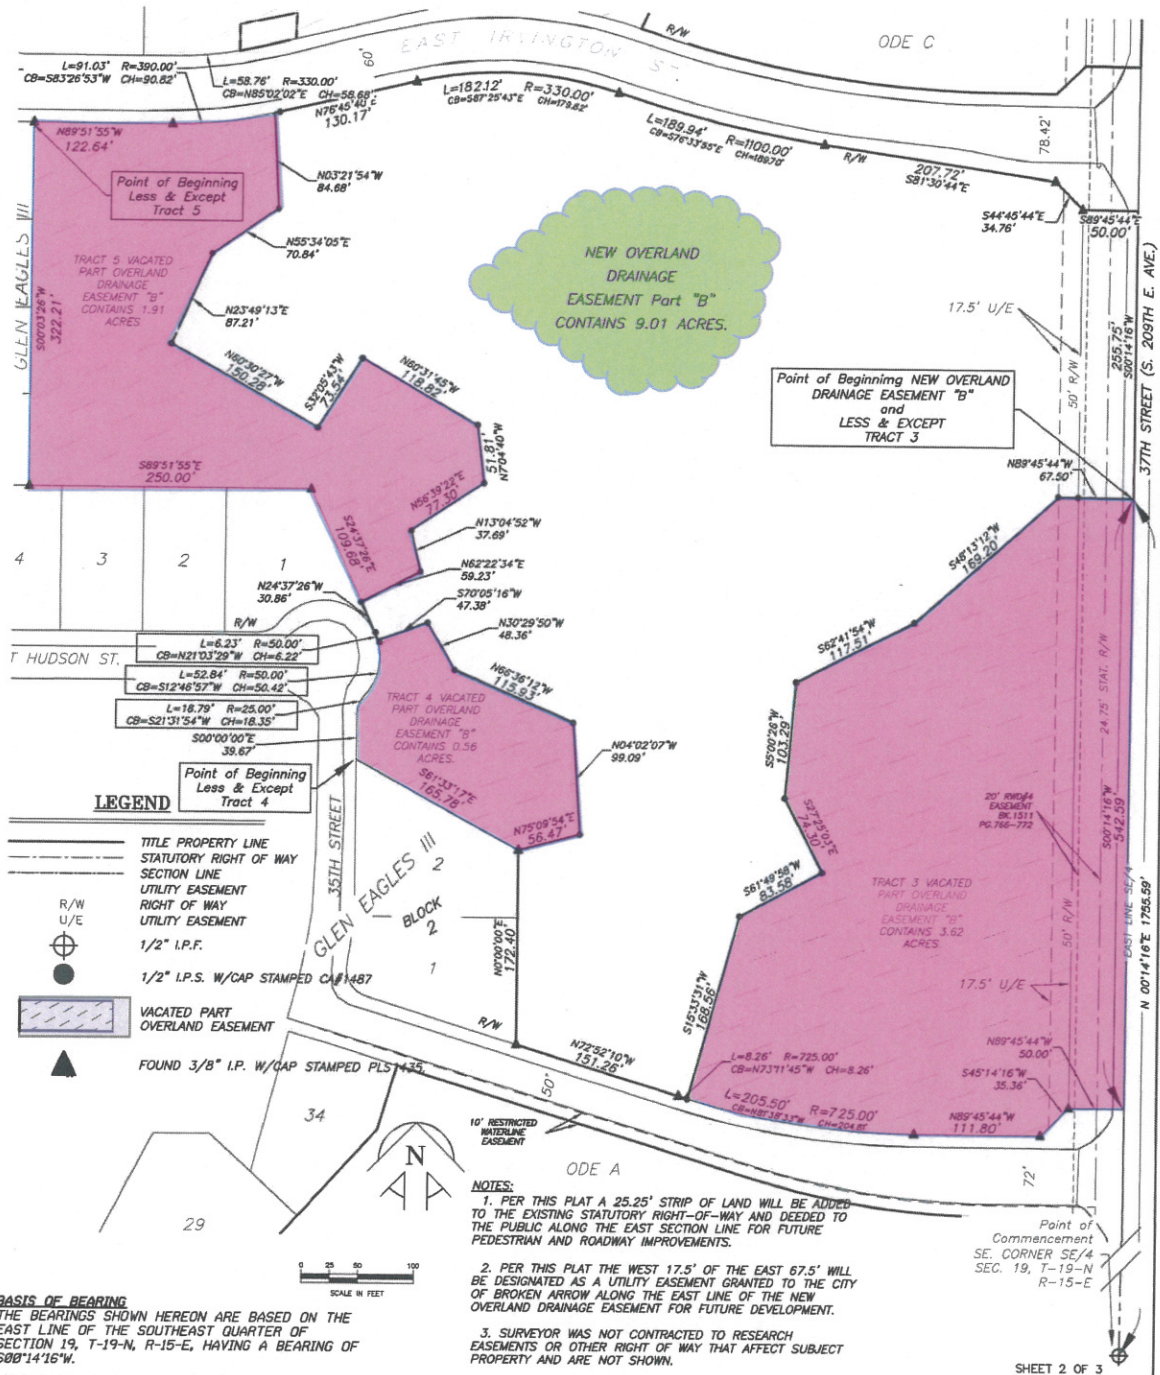 R/W
EAST IRVINGTON ST.
ODE C
60'
L=91.03' R=390.00'
CB=S83°26'53"W CH=90.82'
L=58.76' R=330.00'
CB=N85°02'02"E CH=58.68'
N76°45'40"E
130.17'
L=182.12' R=330.00'
CB=S87°25'43"E CH=179.82'
L=189.94' R=1100.00'
CB=S76°33'55"E CH=189.70'
R/W
207.72'
S81°30'44"E
78.42'
S44°45'44"E
34.76'
S89°45'44"E
50.00'
N89°51'55"W
122.64'
Point of Beginning
Less & Except
Tract 5
N03°21'54"W
84.68'
N55°34'05"E
70.84'
GLEN EAGLES III
S00°03'26"W
322.21'
TRACT 5 VACATED
PART OVERLAND
DRAINAGE
EASEMENT "B"
CONTAINS 1.91
ACRES
N23°49'13"E
87.21'
NEW OVERLAND
DRAINAGE
EASEMENT Part "B"
CONTAINS 9.01 ACRES.
17.5' U/E
255.75'
S00°14'16"W
37TH STREET (S. 209TH E. AVE.)
50' R/W
N60°30'27"W
150.28'
S32°05'43"W
73.54'
N60°31'45"W
118.82'
51.81'
N7°04'40"W
Point of Beginning NEW OVERLAND
DRAINAGE EASEMENT "B"
and
LESS & EXCEPT
TRACT 3
N89°45'44"W
67.50'
S89°51'55"E
250.00'
N56°39'22"E
77.30'
N13°04'52"W
37.69'
S24°37'26"E
109.68'
N62°22'34"E
59.23'
S48°13'12"W
169.20'
4
3
2
1
N24°37'26"W
30.86'
S70°05'16"W
47.38'
N30°29'50"W
48.36'
R/W
T HUDSON ST.
L=6.23' R=50.00'
CB=N21°03'29"W CH=6.22'
L=52.84' R=50.00'
CB=S12°46'57"W CH=50.42'
L=18.79' R=25.00'
CB=S21°31'54"W CH=18.35'
S00°00'00"E
39.67'
N66°36'12"W
115.93'
TRACT 4 VACATED
PART OVERLAND
DRAINAGE
EASEMENT "B"
CONTAINS 0.56
ACRES.
N04°02'07"W
99.09'
S62°41'54"W
117.51'
S5°00'26"W
103.29'
24.75' STAT. R/W
Point of Beginning
Less & Except
Tract 4
S61°33'17"E
165.78'
N75°09'54"E
56.47'
S27°25'03"E
74.30'
20' RWD#4
EASEMENT
BK.1511
PG.766-772
S00°14'16"W
542.59'
LEGEND
TITLE PROPERTY LINE
STATUTORY RIGHT OF WAY
SECTION LINE
UTILITY EASEMENT
R/W RIGHT OF WAY
U/E UTILITY EASEMENT
1/2" I.P.F.
1/2" I.P.S. W/CAP STAMPED CA#1487
VACATED PART
OVERLAND EASEMENT
FOUND 3/8" I.P. W/CAP STAMPED PLS 1435.
35TH STREET
GLEN EAGLES III
2
BLOCK
2
1
N0°00'00"E
172.40'
S61°49'58"W
83.58'
TRACT 3 VACATED
PART OVERLAND
DRAINAGE
EASEMENT "B"
CONTAINS 3.62
ACRES
EAST LINE SE/4
N 00°14'16"E 1755.59'
50' R/W
17.5' U/E
S15°33'31"W
168.56'
R/W
N72°52'10"W
151.26'
L=8.26' R=725.00'
CB=N73°11'45"W CH=8.26'
L=205.50' R=725.00'
N89°45'44"W
50.00'
S45°14'16"W
35.36'
N89°45'44"W
111.80'
50'
10' RESTRICTED
WATERLINE
EASEMENT
34
29
N
ODE A
72'
NOTES:
1. PER THIS PLAT A 25.25' STRIP OF LAND WILL BE ADDED
TO THE EXISTING STATUTORY RIGHT-OF-WAY AND DEEDED TO
THE PUBLIC ALONG THE EAST SECTION LINE FOR FUTURE
PEDESTRIAN AND ROADWAY IMPROVEMENTS.
2. PER THIS PLAT THE WEST 17.5' OF THE EAST 67.5' WILL
BE DESIGNATED AS A UTILITY EASEMENT GRANTED TO THE CITY
OF BROKEN ARROW ALONG THE EAST LINE OF THE NEW
OVERLAND DRAINAGE EASEMENT FOR FUTURE DEVELOPMENT.
3. SURVEYOR WAS NOT CONTRACTED TO RESEARCH
EASEMENTS OR OTHER RIGHT OF WAY THAT AFFECT SUBJECT
PROPERTY AND ARE NOT SHOWN.
Point of
Commencement
SE. CORNER SE/4
SEC. 19, T-19-N
R-15-E
0 25 50 100
SCALE IN FEET
BASIS OF BEARING
THE BEARINGS SHOWN HEREON ARE BASED ON THE
EAST LINE OF THE SOUTHEAST QUARTER OF
SECTION 19, T-19-N, R-15-E, HAVING A BEARING OF
S00°14'16"W.
SHEET 2 OF 3